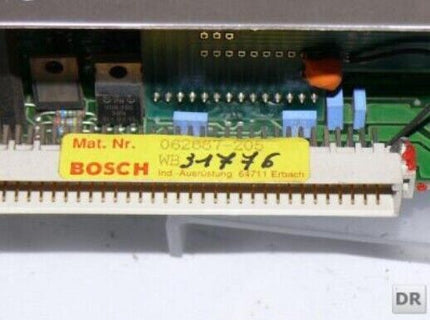 Mat. Nr. 062667-205
BOSCH WB 31776
Ind.-Ausrüstung 64711 Erbach
DR